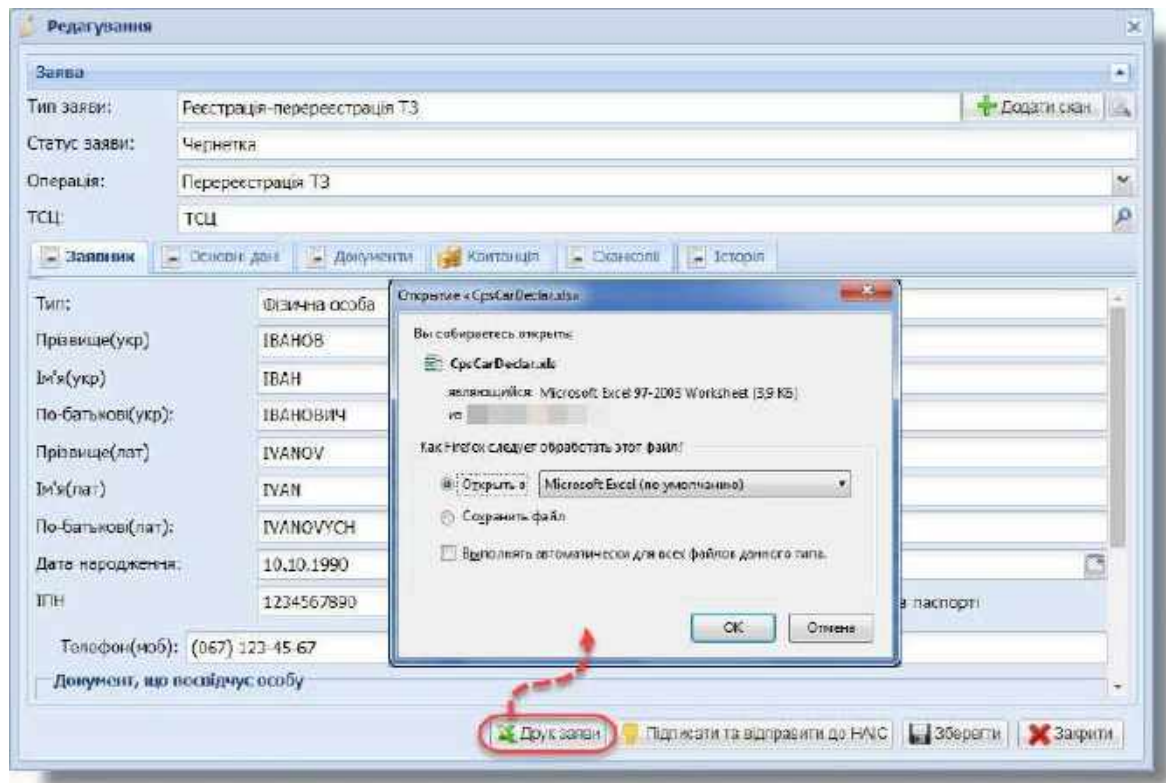 Редагування
Заява
Тип заяви: Реєстрація-перереєстрація ТЗ Додати скан
Статус заяви: Чернетка
Операція: Перереєстрація ТЗ
ТСЦ: ТСЦ
Заявник Основні дані Документи Квитанція Сканкопії Історія
Тип: Фізична особа
Прізвище(укр) ІВАНОВ
Ім'я(укр) ІВАН
По-батькові(укр): ІВАНОВИЧ
Прізвище(лат) IVANOV
Ім'я(лат) IVAN
По-батькові(лат): IVANOVYCH
Дата народження: 10.10.1990
ІПН 1234567890 в паспорті
Телефон(моб): (067) 123-45-67
Документ, що посвідчує особу
Открытие «CpsCarDeclar.xls»
Вы собираетесь открыть:
CpsCarDeclar.xls
являющийся: Microsoft Excel 97-2003 Worksheet (3,9 КБ)
из
Как Firefox следует обработать этот файл?
Открыть в Microsoft Excel (по умолчанию)
Сохранить файл
Выполнять автоматически для всех файлов данного типа.
ОК Отмена
Друк заяви Підписати та відправити до НАІС Зберегти Закрити